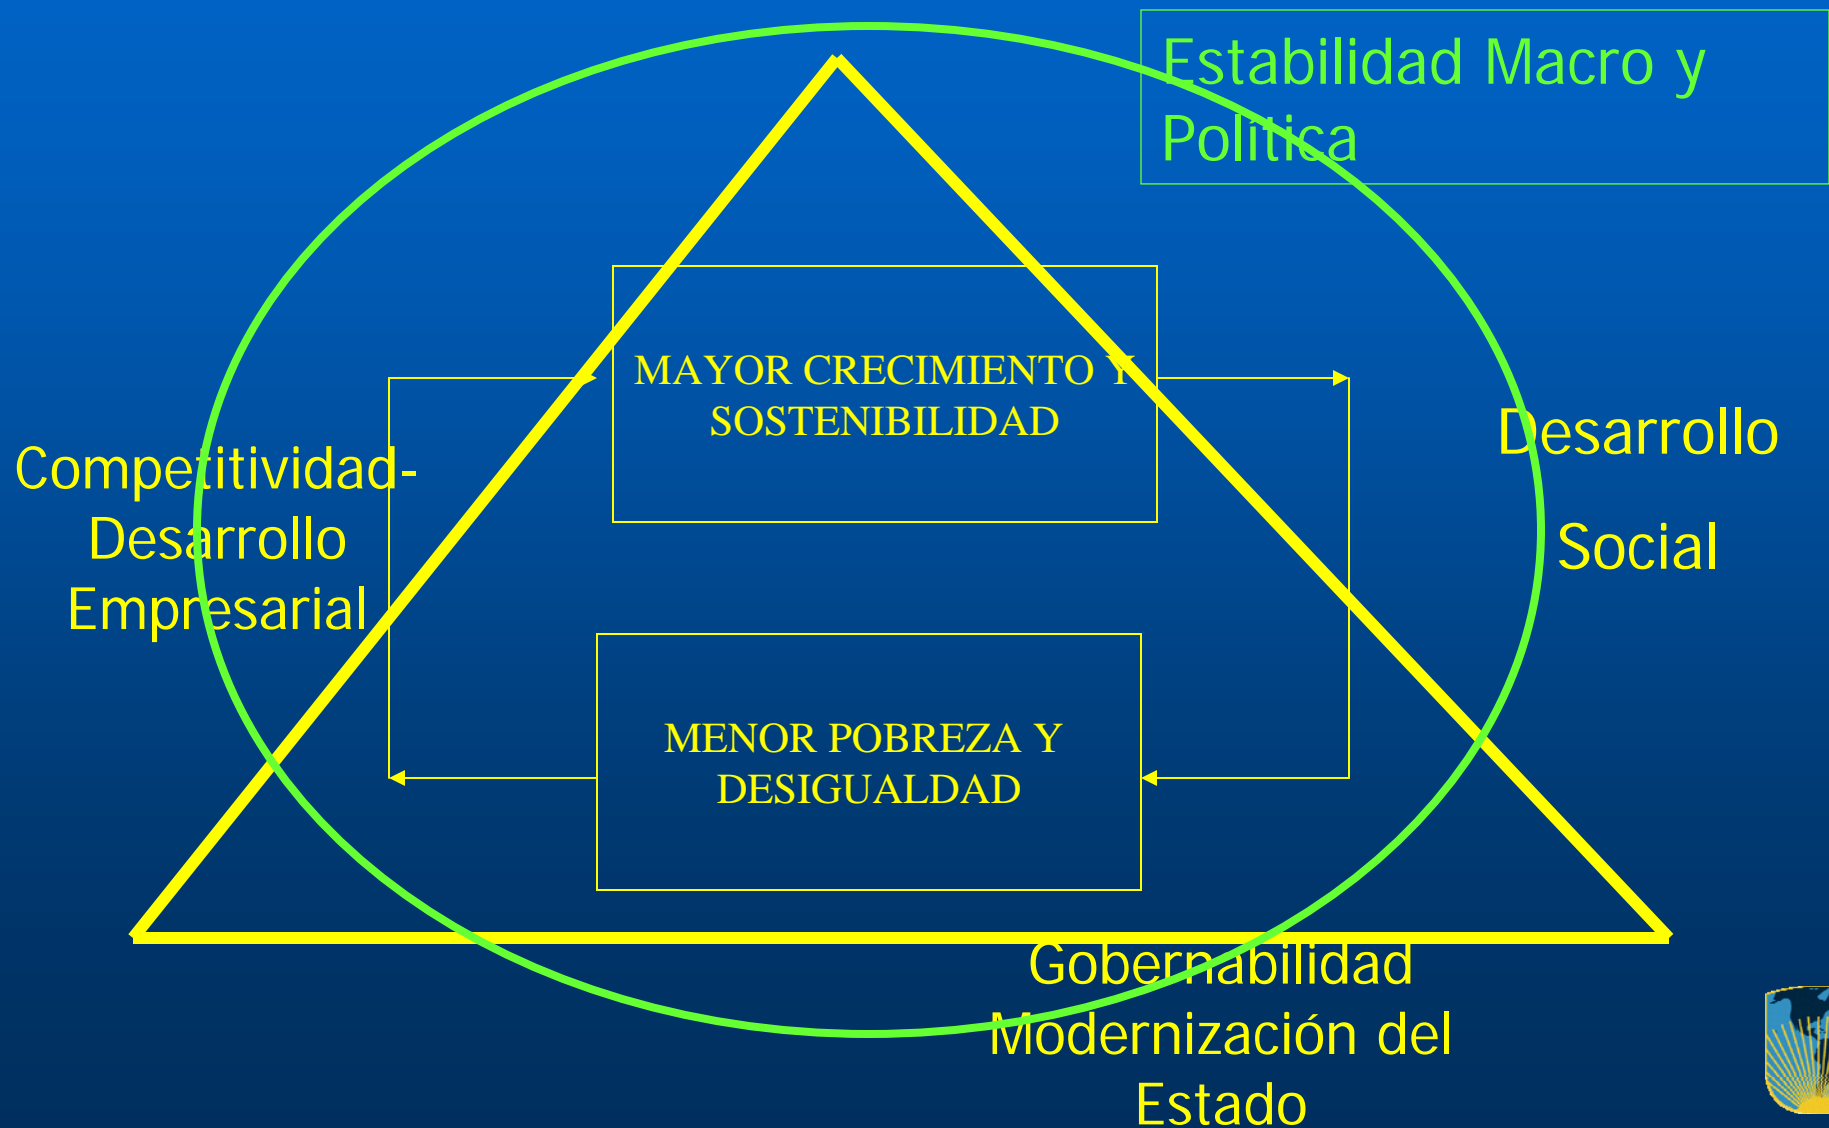 Estabilidad Macro y
Política
MAYOR CRECIMIENTO Y
SOSTENIBILIDAD
Competitividad-
Desarrollo
Empresarial
Desarrollo
Social
MENOR POBREZA Y
DESIGUALDAD
Gobernabilidad
Modernización del
Estado